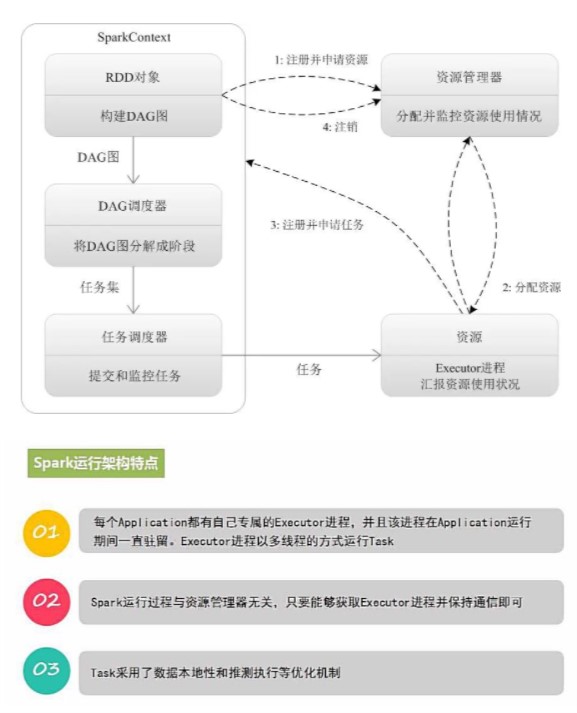 SparkContext
RDD对象
构建DAG图
1: 注册并申请资源
4: 注销
资源管理器
分配并监控资源使用情况
DAG图
DAG调度器
将DAG图分解成阶段
3: 注册并申请任务
2: 分配资源
任务集
任务调度器
提交和监控任务
任务
资源
Executor进程
汇报资源使用状况
Spark运行架构特点
01
每个Application都有自己专属的Executor进程，并且该进程在Application运行
期间一直驻留。Executor进程以多线程的方式运行Task
02
Spark运行过程与资源管理器无关，只要能够获取Executor进程并保持通信即可
03
Task采用了数据本地性和推测执行等优化机制